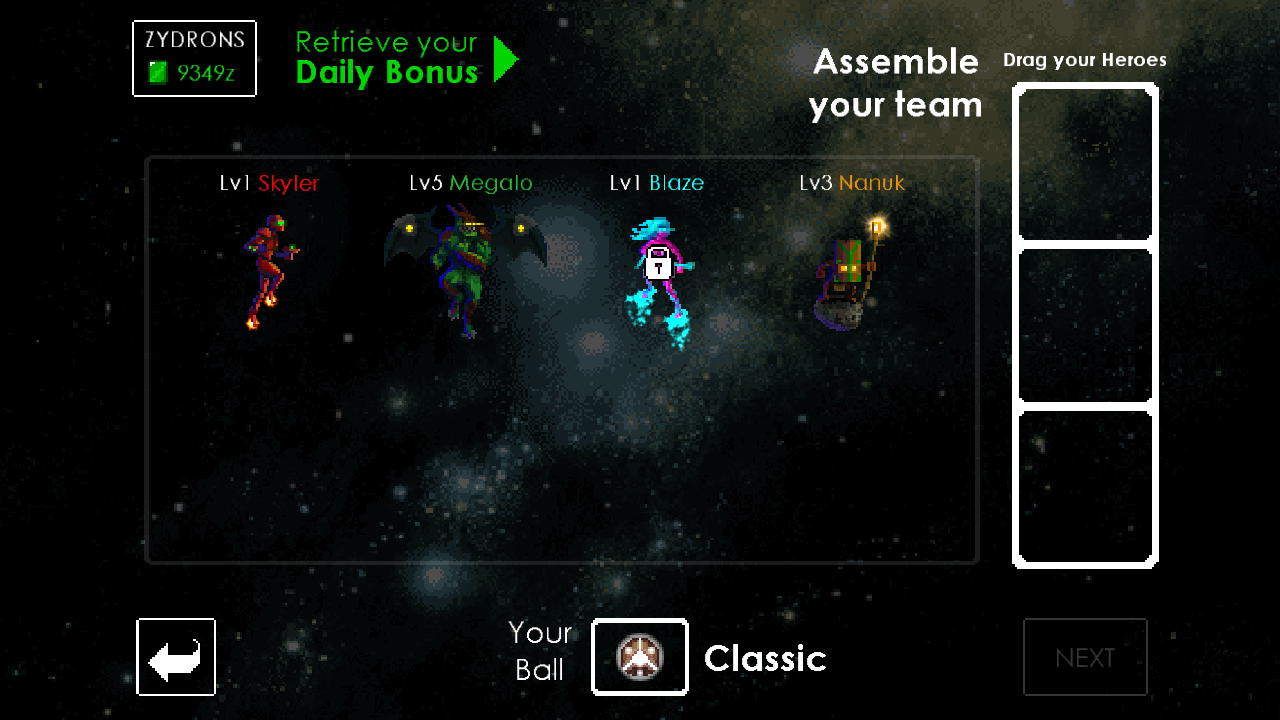 ZYDRONS
9349z
Retrieve your
Daily Bonus
Assemble
your team
Drag your Heroes
Lv1 Skyler
Lv5 Megalo
Lv1 Blaze
Lv3 Nanuk
Your
Ball
Classic
NEXT